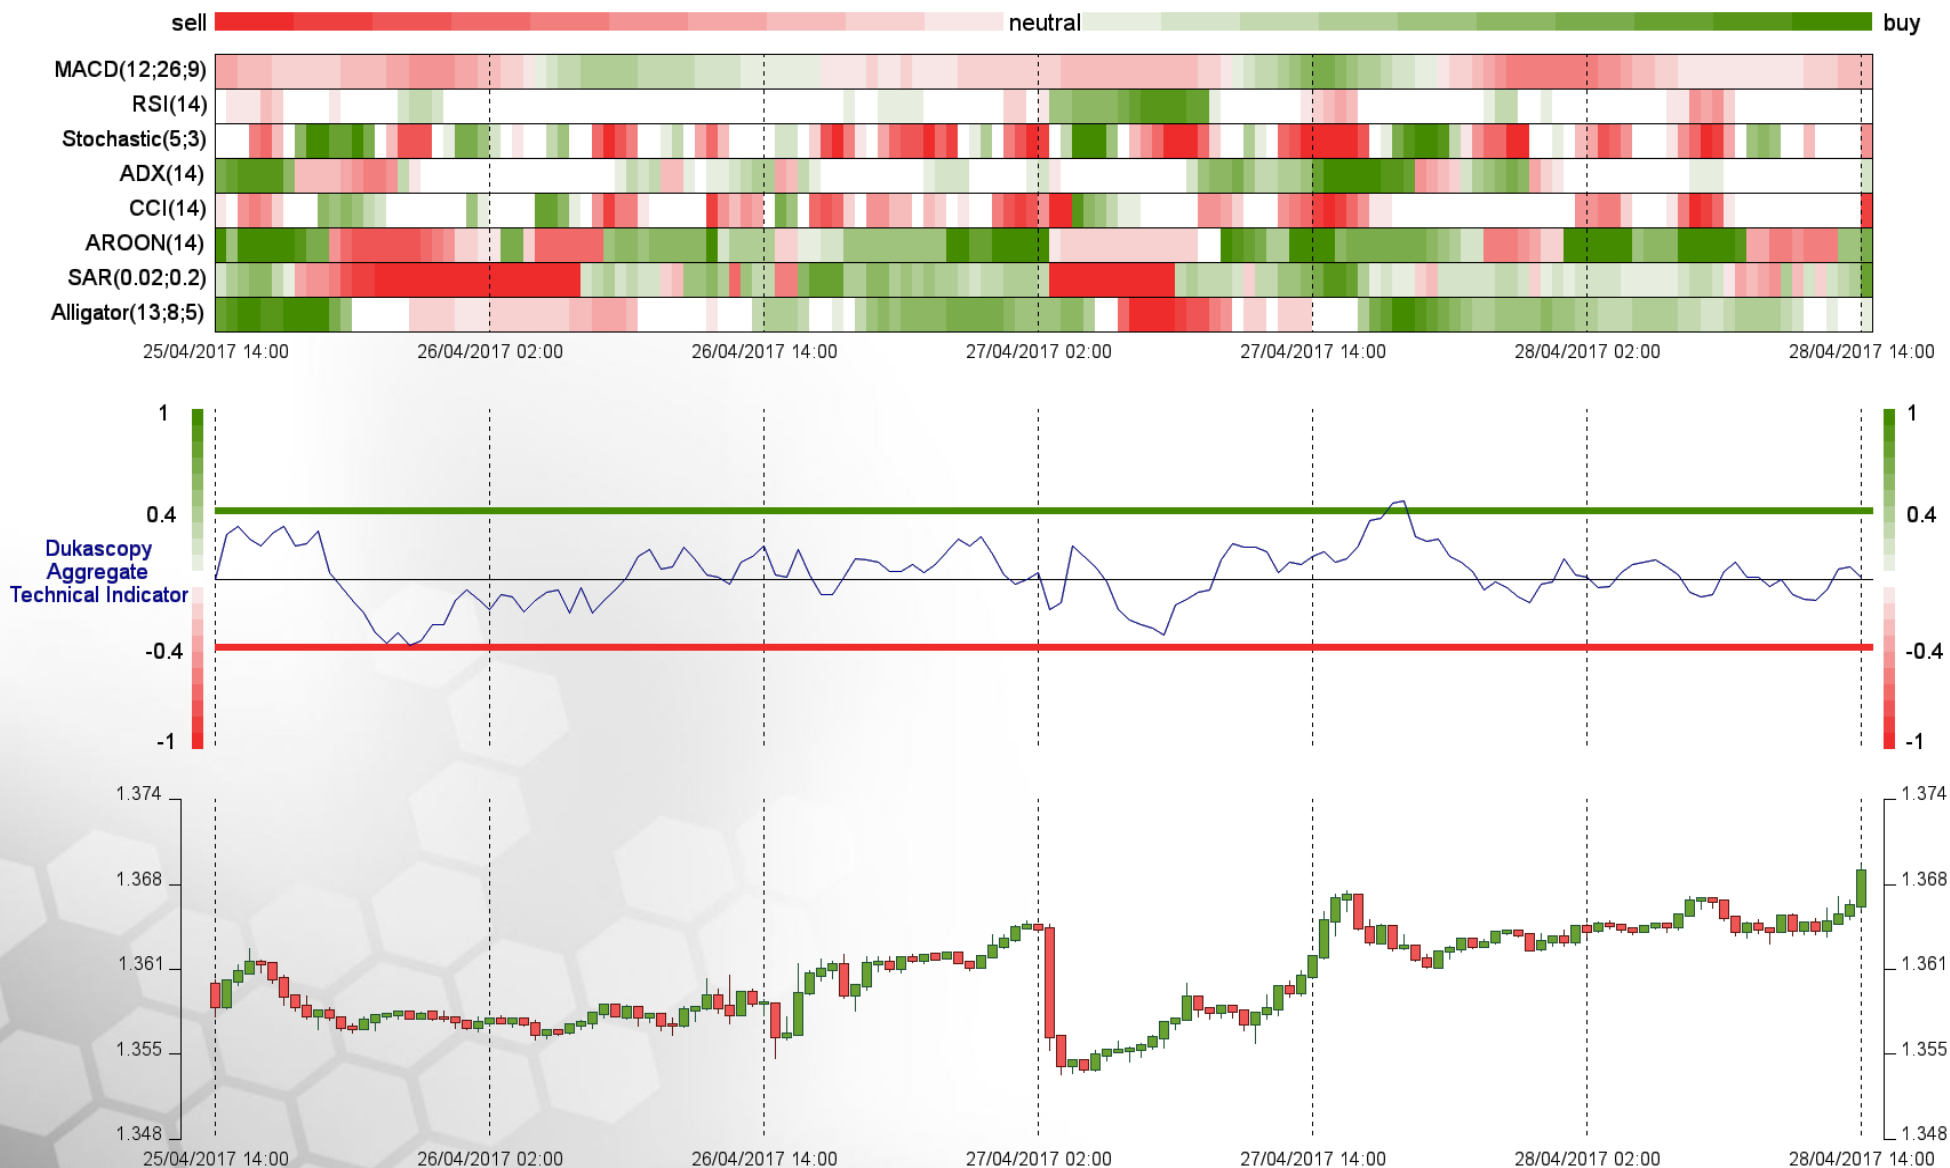 sell neutral buy
MACD(12;26;9)
RSI(14)
Stochastic(5;3)
ADX(14)
CCI(14)
AROON(14)
SAR(0.02;0.2)
Alligator(13;8;5)
25/04/2017 14:00 26/04/2017 02:00 26/04/2017 14:00 27/04/2017 02:00 27/04/2017 14:00 28/04/2017 02:00 28/04/2017 14:00
1 1
0.4 0.4
Dukascopy
Aggregate
Technical Indicator
-0.4 -0.4
-1 -1
1.374 1.374
1.368 1.368
1.361 1.361
1.355 1.355
1.348 1.348
25/04/2017 14:00 26/04/2017 02:00 26/04/2017 14:00 27/04/2017 02:00 27/04/2017 14:00 28/04/2017 02:00 28/04/2017 14:00